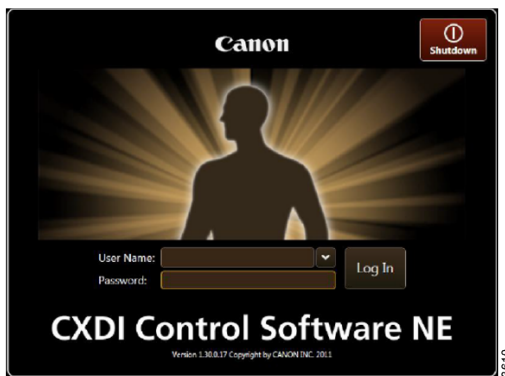 Canon
Shutdown
User Name:
Password:
Log In
CXDI Control Software NE
Version 1.30.0.17 Copyright by CANON INC. 2011